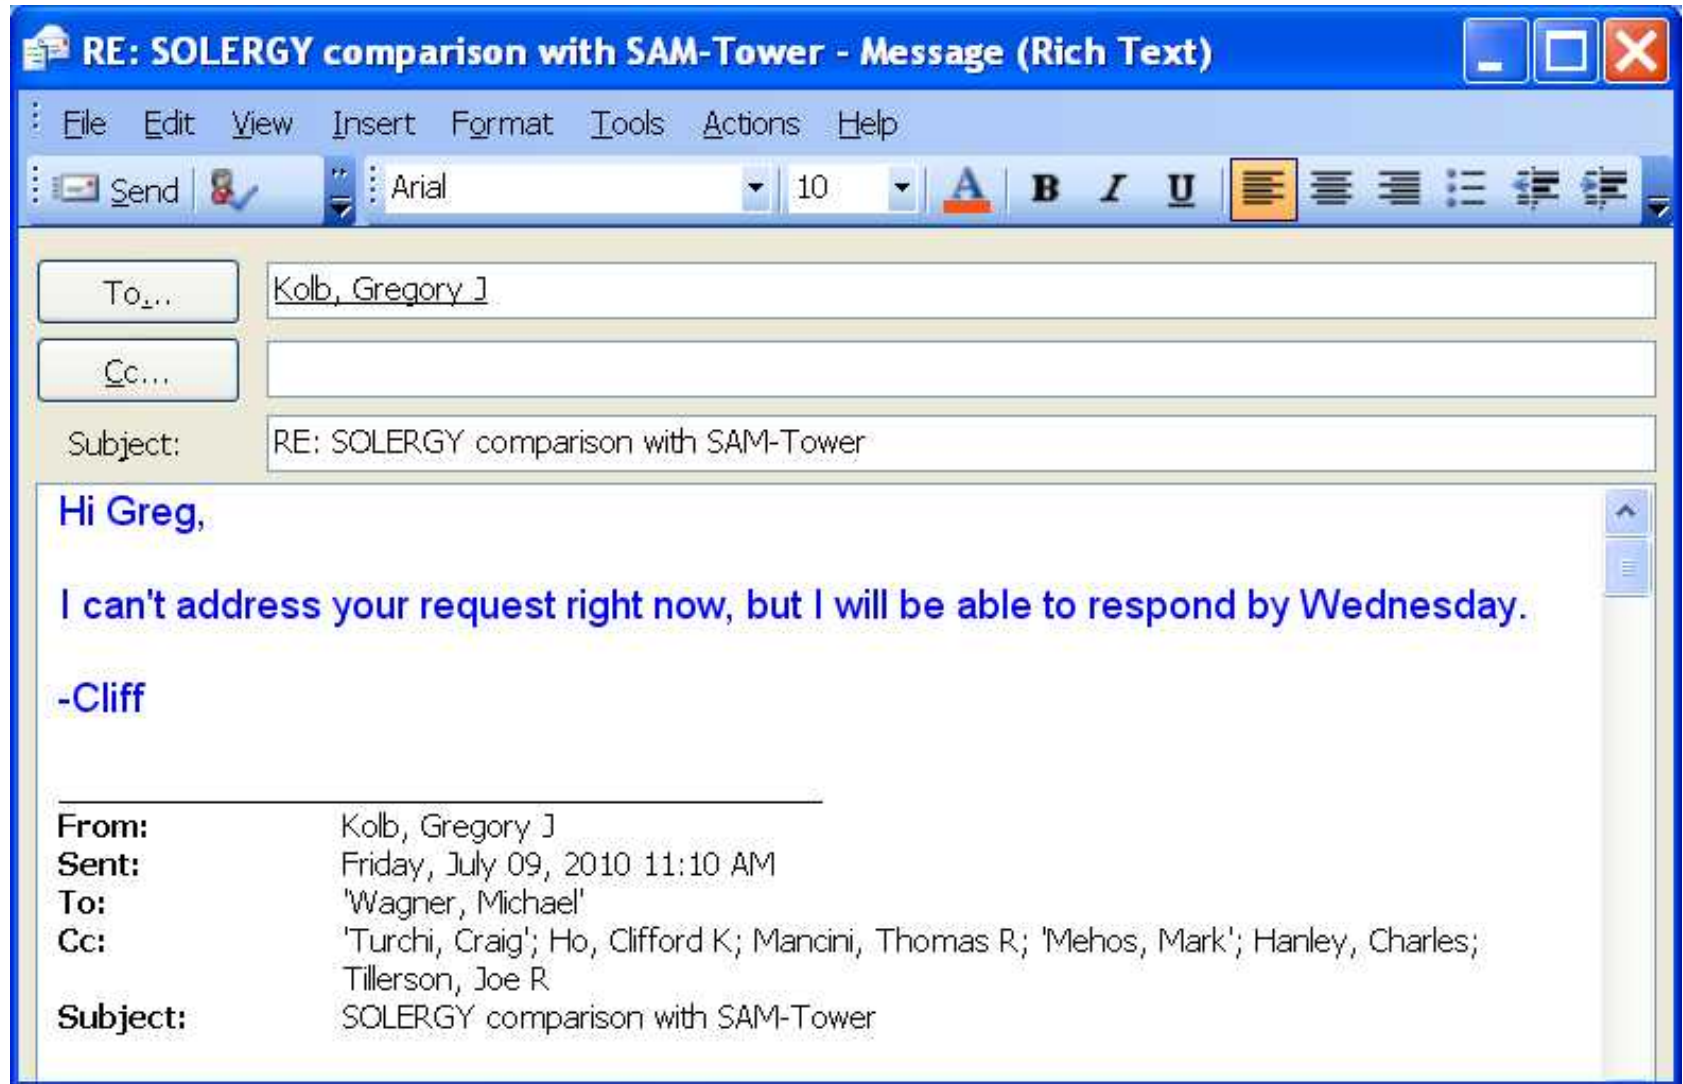 RE: SOLERGY comparison with SAM-Tower - Message (Rich Text)
File Edit View Insert Format Tools Actions Help
Send Arial 10 A B I U
To... Kolb, Gregory J
Cc...
Subject: RE: SOLERGY comparison with SAM-Tower
Hi Greg,
I can't address your request right now, but I will be able to respond by Wednesday.
-Cliff
From: Kolb, Gregory J
Sent: Friday, July 09, 2010 11:10 AM
To: 'Wagner, Michael'
Cc: 'Turchi, Craig'; Ho, Clifford K; Mancini, Thomas R; 'Mehos, Mark'; Hanley, Charles;
Tillerson, Joe R
Subject: SOLERGY comparison with SAM-Tower